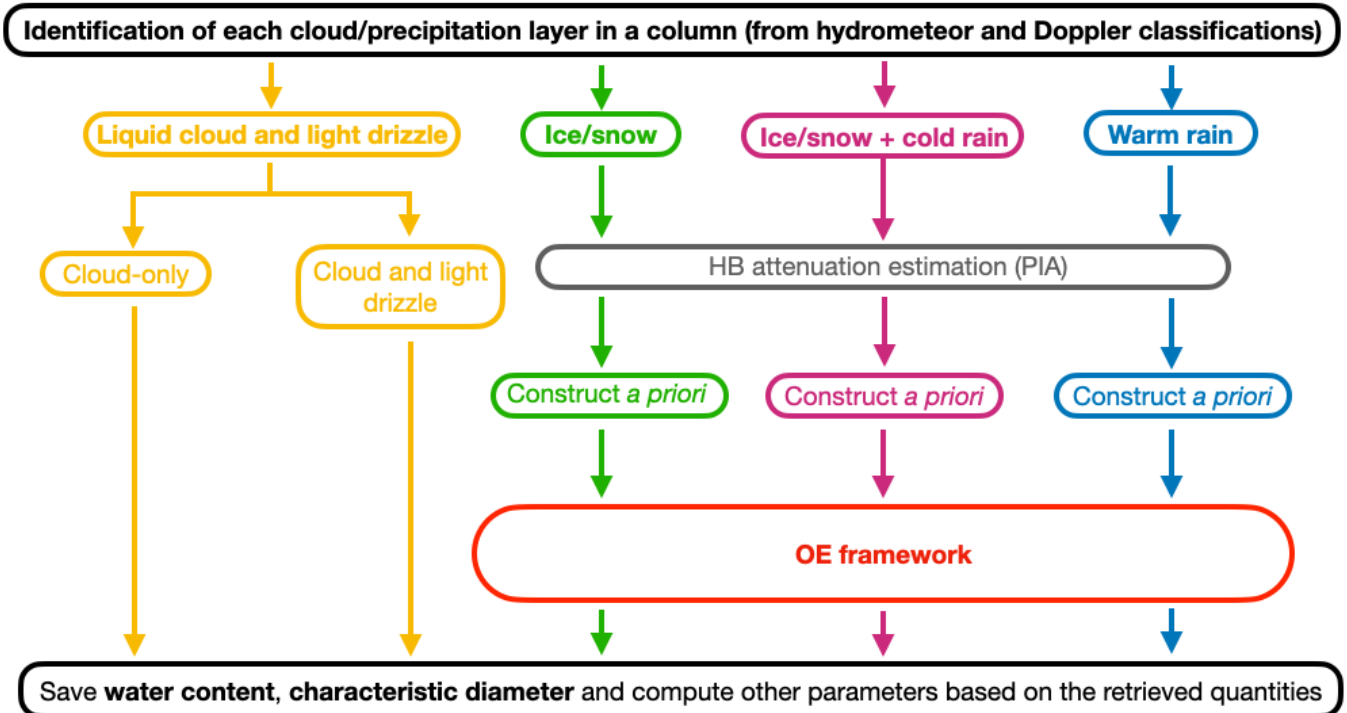 Identification of each cloud/precipitation layer in a column (from hydrometeor and Doppler classifications)
Liquid cloud and light drizzle
Ice/snow
Ice/snow + cold rain
Warm rain
Cloud-only
Cloud and light
drizzle
HB attenuation estimation (PIA)
Construct a priori
Construct a priori
Construct a priori
OE framework
Save water content, characteristic diameter and compute other parameters based on the retrieved quantities